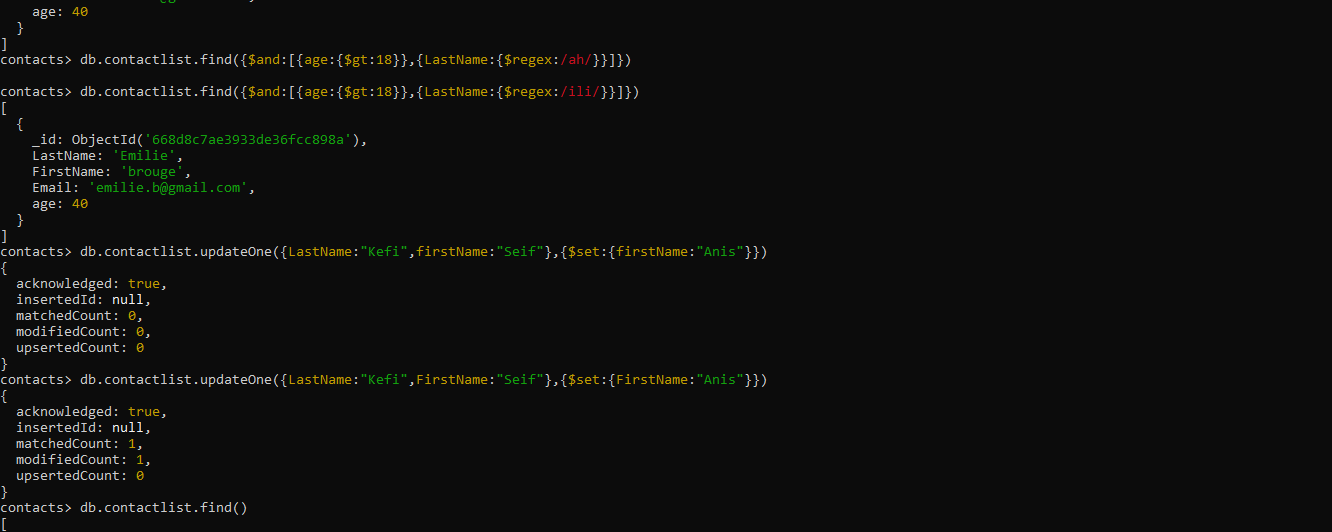 age: 40
}
]
contacts> db.contactlist.find({$and:[{age:{$gt:18}},{LastName:{$regex:/ah/}}]})
contacts> db.contactlist.find({$and:[{age:{$gt:18}},{LastName:{$regex:/ili/}}]})
[
{
_id: ObjectId('668d8c7ae3933de36fcc898a'),
LastName: 'Emilie',
FirstName: 'brouge',
Email: 'emilie.b@gmail.com',
age: 40
}
]
contacts> db.contactlist.updateOne({LastName:"Kefi",firstName:"Seif"},{$set:{firstName:"Anis"}})
{
acknowledged: true,
insertedId: null,
matchedCount: 0,
modifiedCount: 0,
upsertedCount: 0
}
contacts> db.contactlist.updateOne({LastName:"Kefi",FirstName:"Seif"},{$set:{FirstName:"Anis"}})
{
acknowledged: true,
insertedId: null,
matchedCount: 1,
modifiedCount: 1,
upsertedCount: 0
}
contacts> db.contactlist.find()
[